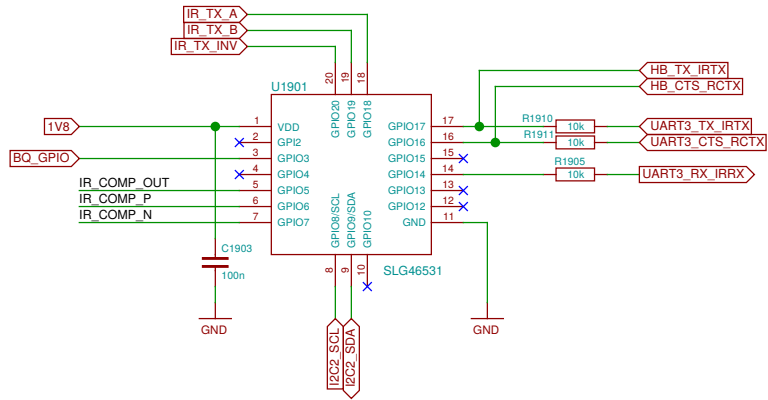 IR_TX_A
IR_TX_B
IR_TX_INV
20
19
18
HB_TX_IRTX
HB_CTS_RCTX
U1901
GPIO20
GPIO19
GPIO18
1V8
1
VDD
GPIO17
17
R1910
10k
UART3_TX_IRTX
2
GPI2
GPIO16
16
R1911
10k
UART3_CTS_RCTX
BQ_GPIO
3
GPIO3
GPIO15
15
4
GPIO4
GPIO14
14
R1905
10k
UART3_RX_IRRX
IR_COMP_OUT
5
GPIO5
GPIO13
13
IR_COMP_P
6
GPIO6
GPIO12
12
IR_COMP_N
7
GPIO7
GND
11
GPIO8/SCL
GPIO9/SDA
GPIO10
C1903
100n
8
9
10
SLG46531
GND
GND
I2C2_SCL
I2C2_SDA